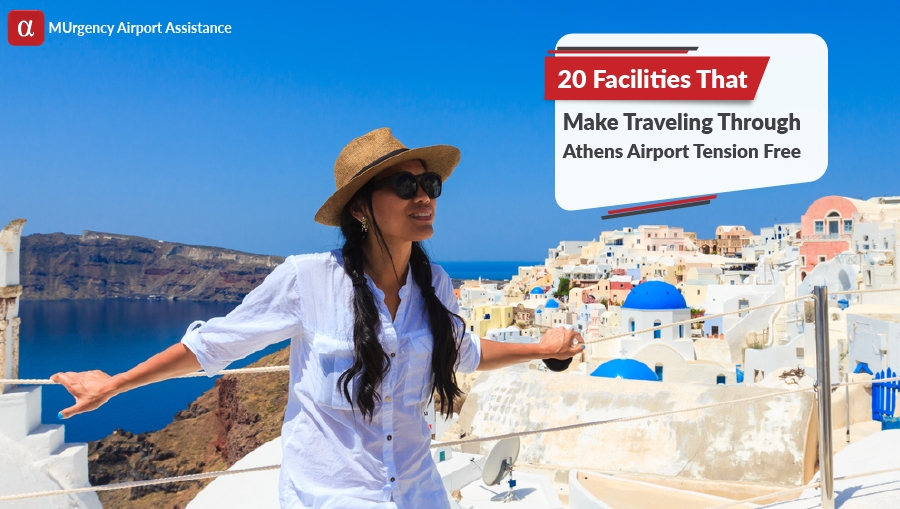 α MUrgency Airport Assistance
20 Facilities That
Make Traveling Through
Athens Airport Tension Free